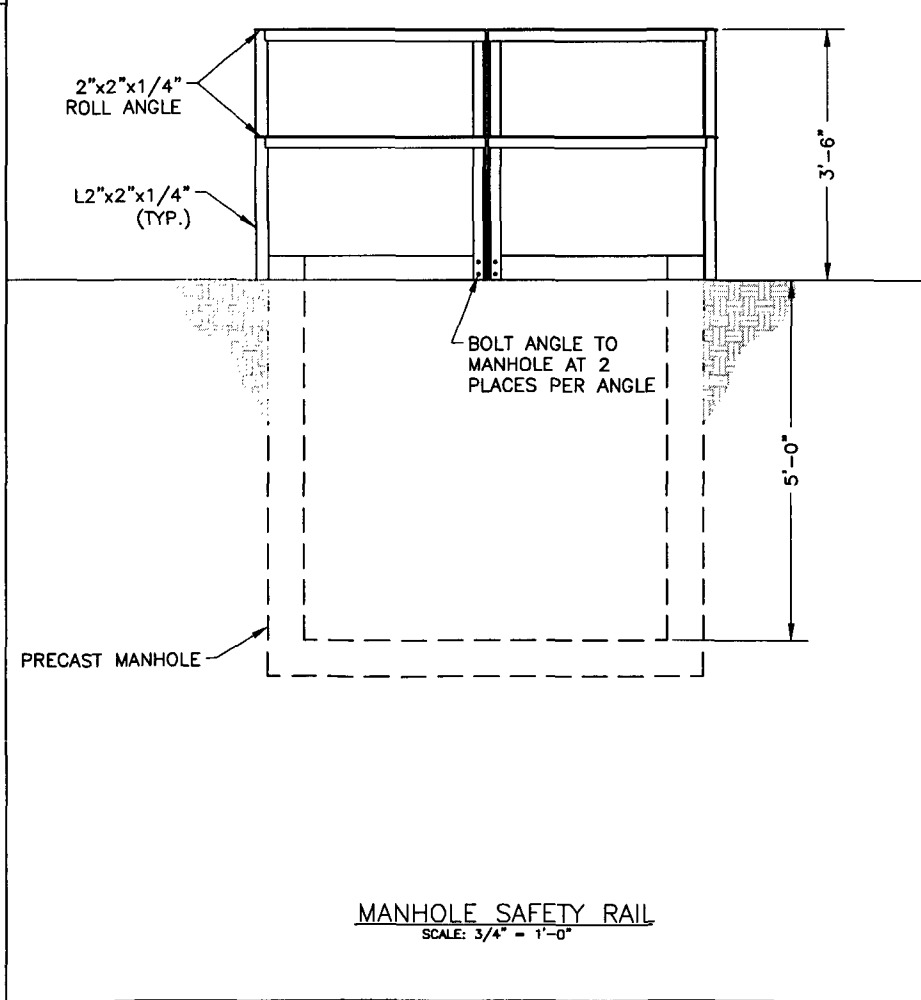 2"x2"x1/4"
ROLL ANGLE
L2"x2"x1/4"
(TYP.)
3'-6"
BOLT ANGLE TO
MANHOLE AT 2
PLACES PER ANGLE
5'-0"
PRECAST MANHOLE
MANHOLE SAFETY RAIL
SCALE: 3/4" = 1'-0"